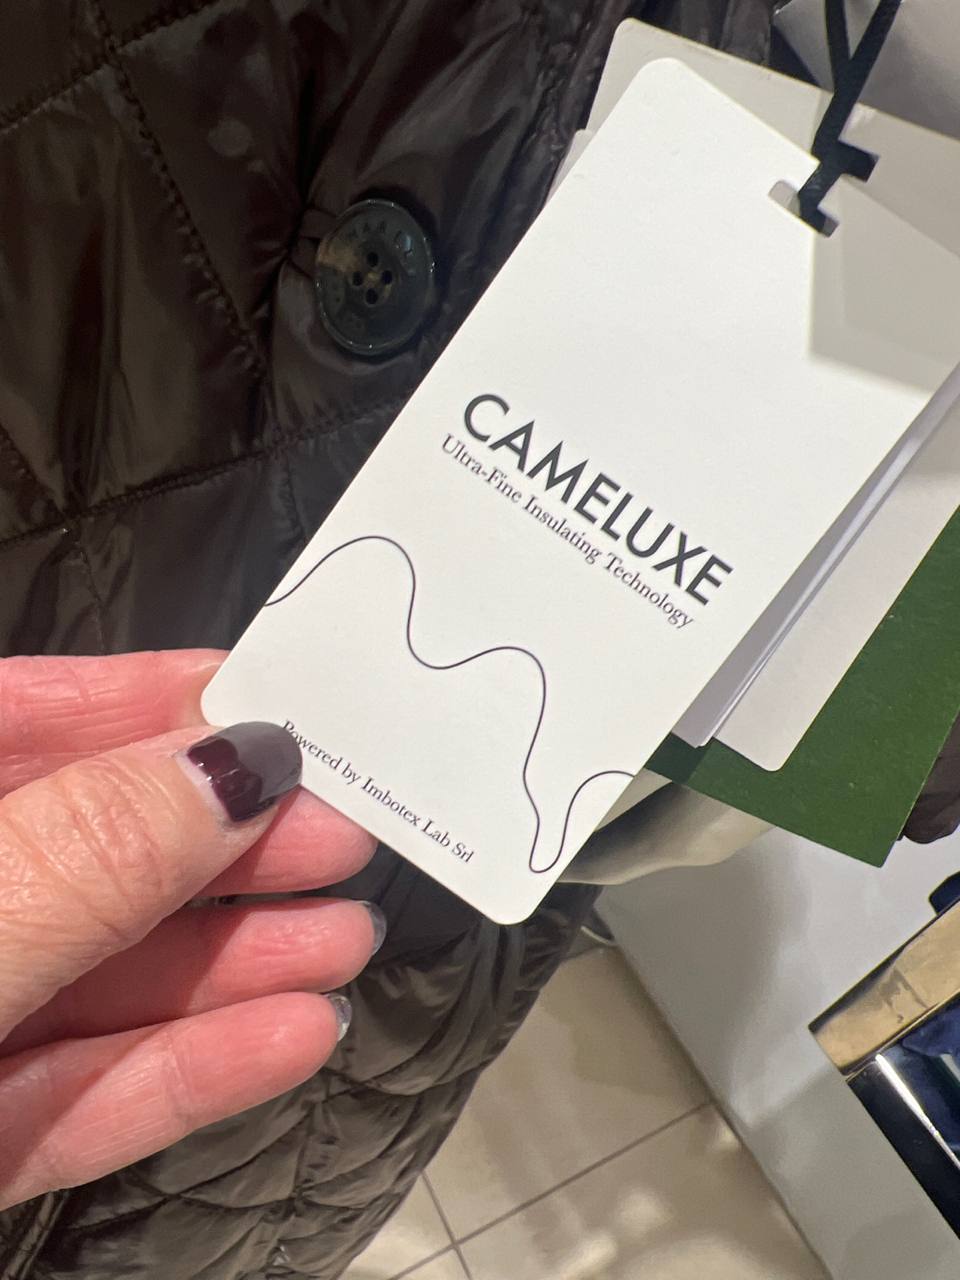 CAMELUXE
Ultra-Fine Insulating Technology
Powered by Imbotex Lab Srl